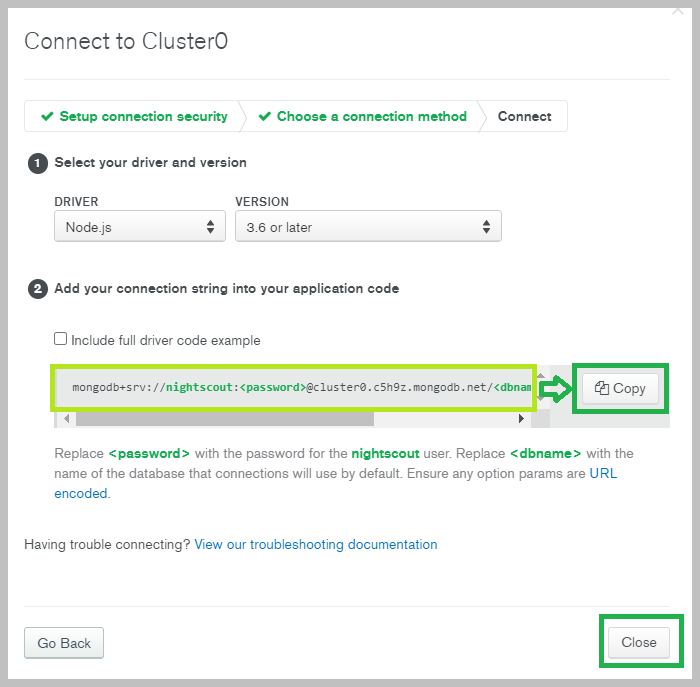 Connect to Cluster0
Setup connection security
Choose a connection method
Connect
1 Select your driver and version
DRIVER
VERSION
Node.js
3.6 or later
2 Add your connection string into your application code
Include full driver code example
mongodb+srv://nightscout:<password>@cluster0.c5h9z.mongodb.net/<dbnam
Copy
Replace <password> with the password for the nightscout user. Replace <dbname> with the
name of the database that connections will use by default. Ensure any option params are URL
encoded.
Having trouble connecting? View our troubleshooting documentation
Go Back
Close